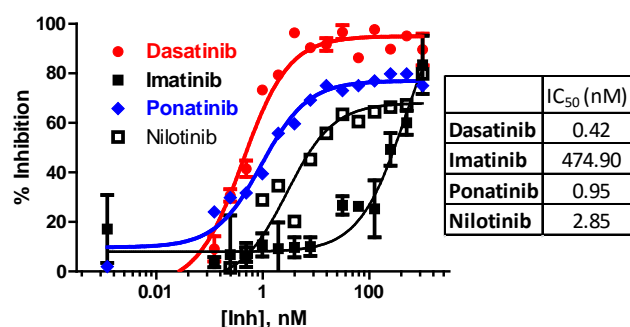 100
80
60
40
20
0
% Inhibition
Dasatinib
Imatinib
Ponatinib
Nilotinib
0.01 1 100
[Inh], nM
IC50 (nM)
Dasatinib 0.42
Imatinib 474.90
Ponatinib 0.95
Nilotinib 2.85